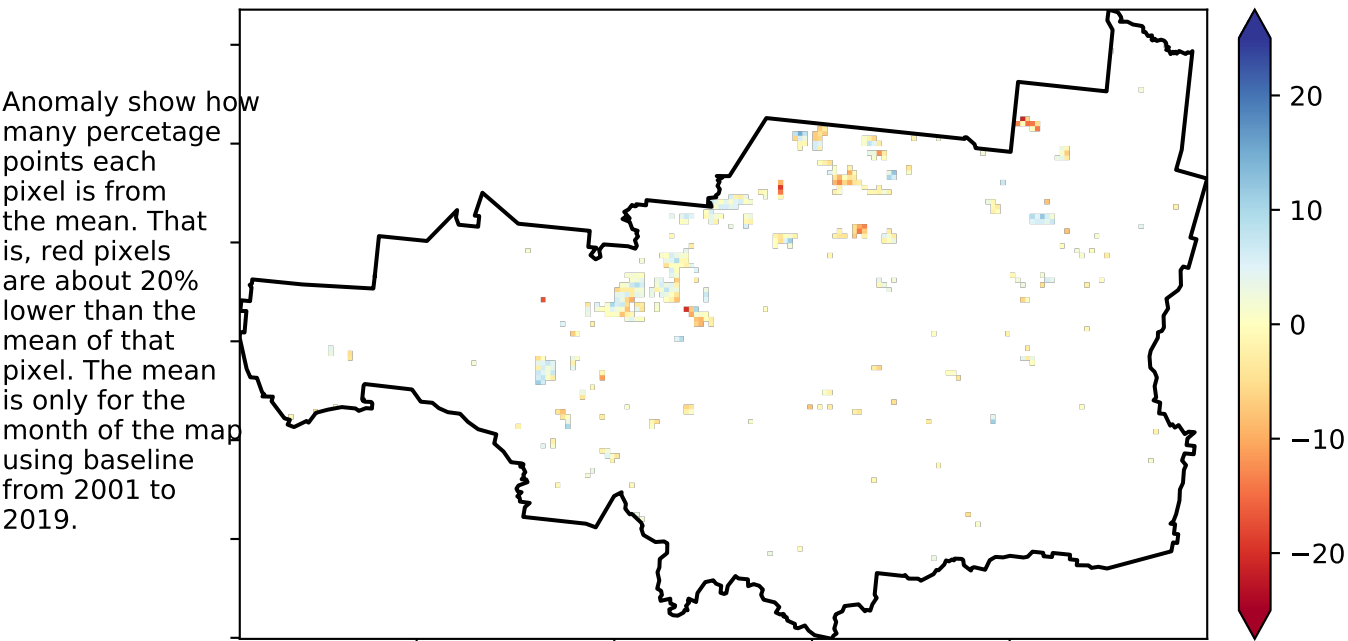 Anomaly show how
many percetage
points each
pixel is from
the mean. That
is, red pixels
are about 20%
lower than the
mean of that
pixel. The mean
is only for the
month of the map
using baseline
from 2001 to
2019.
20
10
0
−10
−20